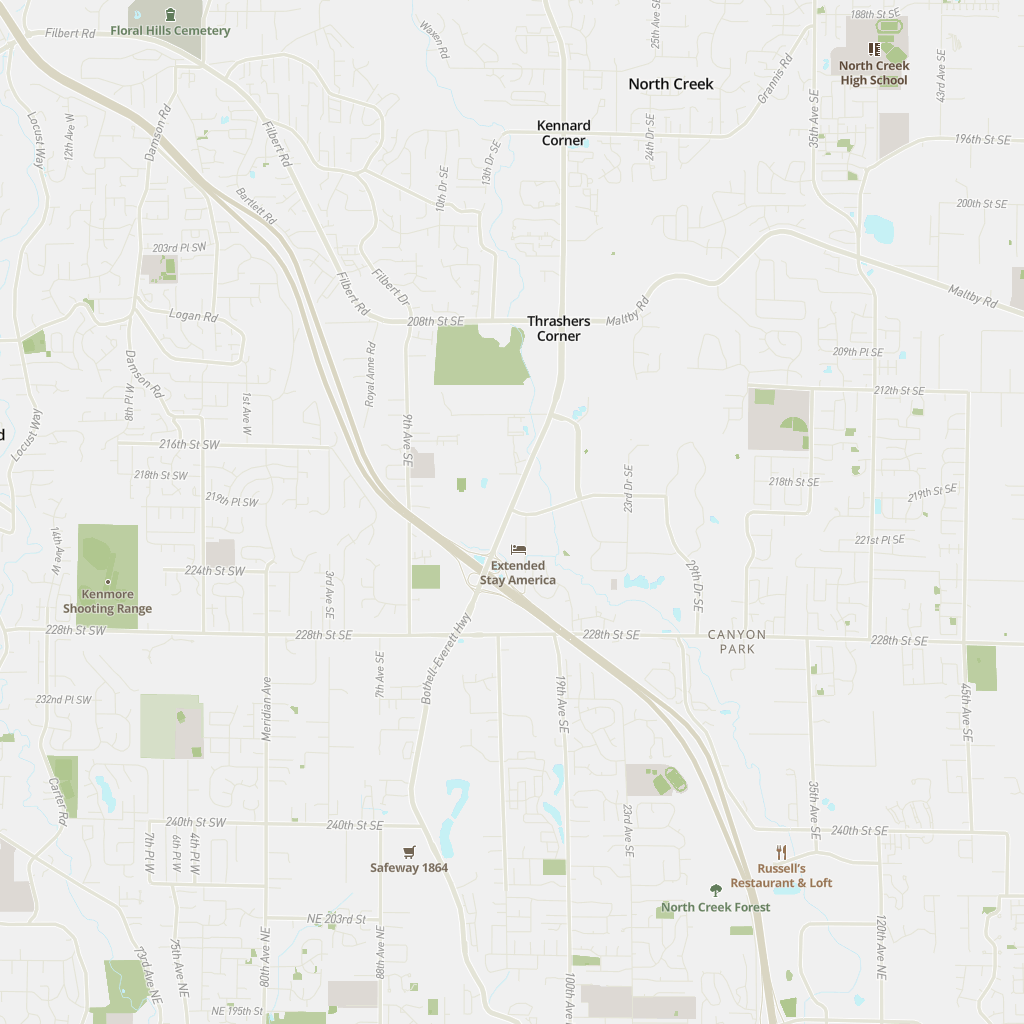 188th St SE
Filbert Rd
Floral Hills Cemetery
Waxen Rd
25th Ave SE
North Creek
High School
43rd Ave SE
North Creek
Grannis Rd
Locust Way
12th Ave W
Damson Rd
Filbert Rd
Kennard
Corner
24th Dr SE
35th Ave SE
196th St SE
13th Dr SE
10th Dr SE
Bartlett Rd
200th St SE
203rd Pl SW
Filbert Dr
Filbert Rd
Maltby Rd
Maltby Rd
Logan Rd
208th St SE
Thrashers
Corner
209th Pl SE
Royal Anne Rd
Damson Rd
8th Pl W
1st Ave W
212th St SE
Locust Way
d
9th Ave SE
216th St SW
218th St SW
219th Pl SW
23rd Dr SE
218th St SE
219th St SE
14th Ave W
221st Pl SE
Extended
Stay America
224th St SW
3rd Ave SE
29th Dr SE
Kenmore
Shooting Range
228th St SW
228th St SE
228th St SE
CANYON
PARK
228th St SE
Bothell-Everett Hwy
7th Ave SE
19th Ave SE
232nd Pl SW
Meridian Ave
45th Ave SE
Carter Rd
35th Ave SE
240th St SW
240th St SE
23rd Ave SE
240th St SE
7th Pl W
6th Pl W
4th Pl W
Safeway 1864
Russell's
Restaurant & Loft
North Creek Forest
NE 203rd St
73rd Ave NE
75th Ave NE
80th Ave NE
88th Ave NE
120th Ave NE
100th Ave
NE 195th St